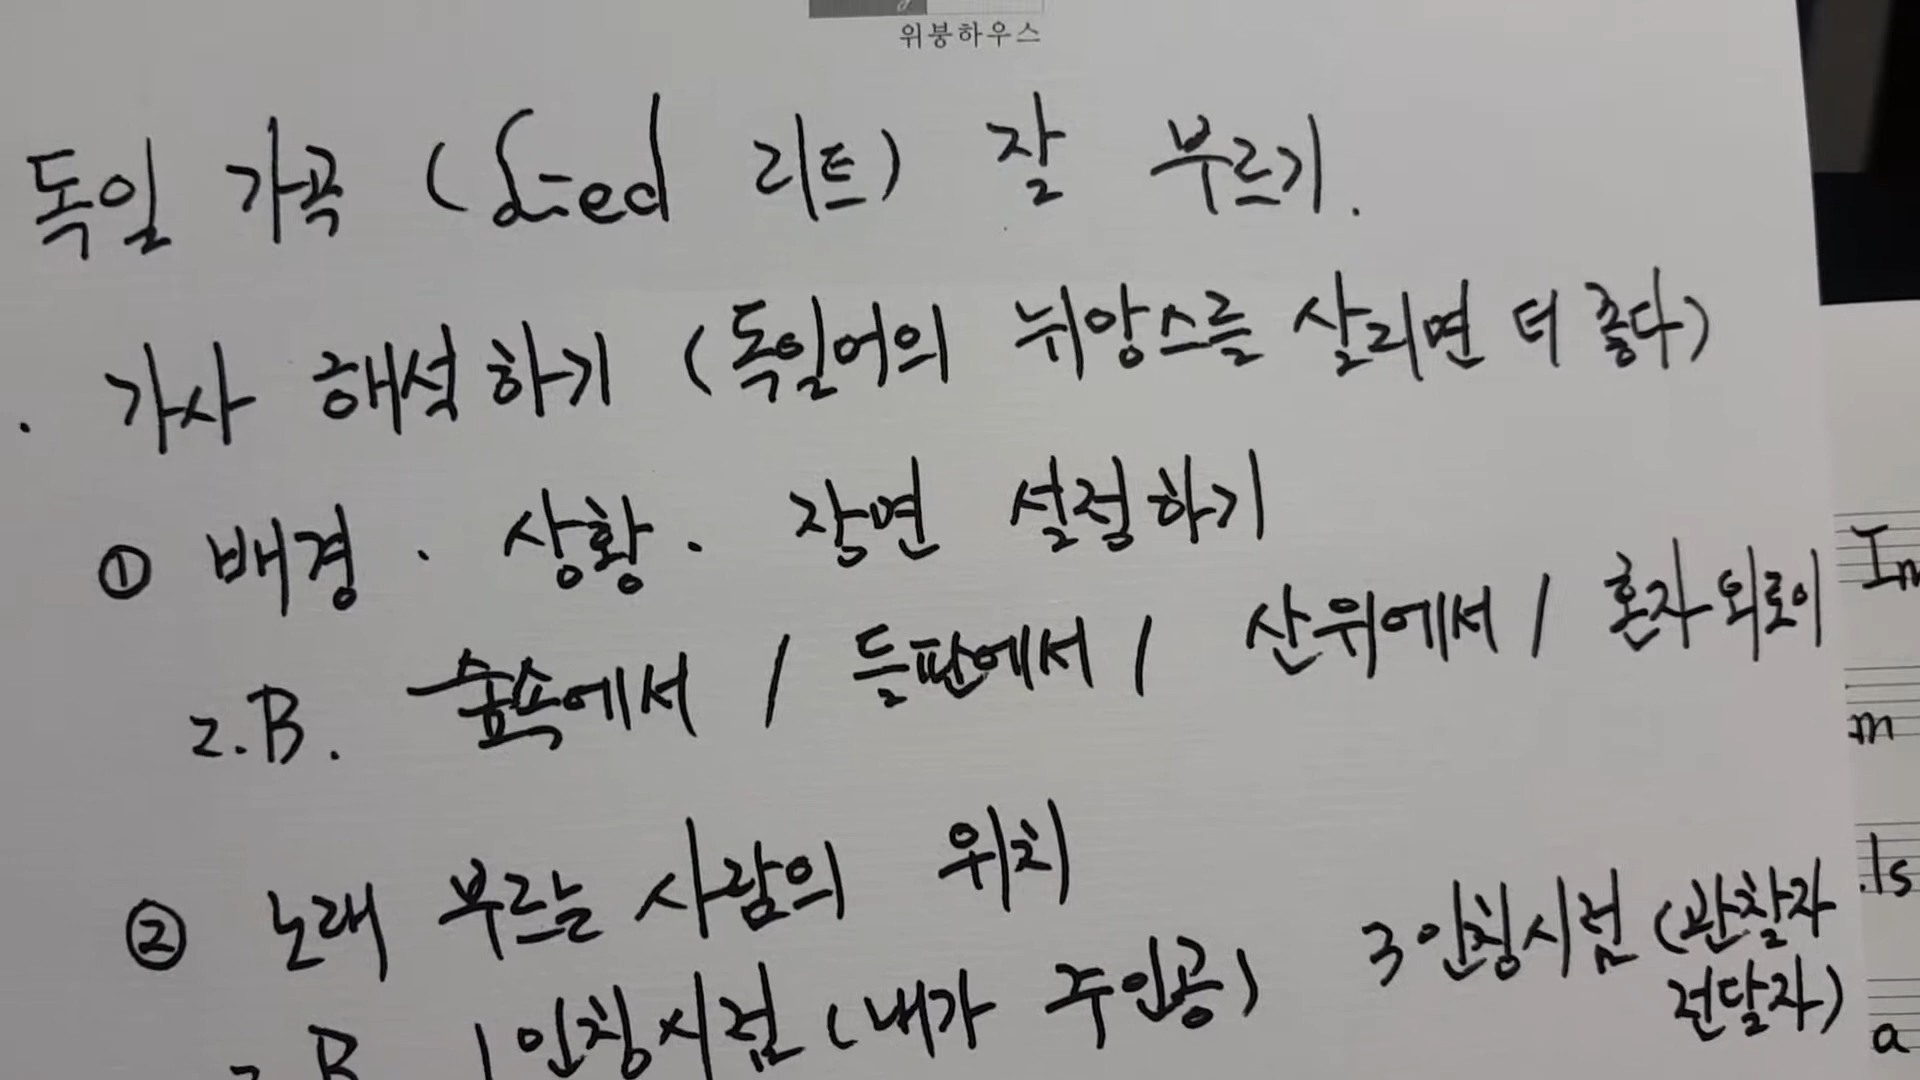 위붕하우스
독일 가곡 (Lied 리트) 잘 부르기.
· 가사 해석하기 (독일어의 뉘앙스를 살리면 더 좋다)
① 배경 · 상황 · 장면 설정하기
z.B. 숲속에서 / 들판에서 / 산위에서 / 혼자 외로이
② 노래 부르는 사람의 위치
z.B 1인칭시점 (내가 주인공) 3인칭시점 (관찰자
전달자)
In
m
.Is
a